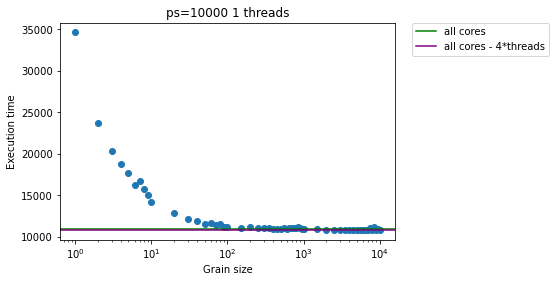 ps=10000 1 threads
all cores
all cores - 4*threads
35000
30000
25000
20000
15000
10000
Execution time
10⁰
10¹
10²
10³
10⁴
Grain size